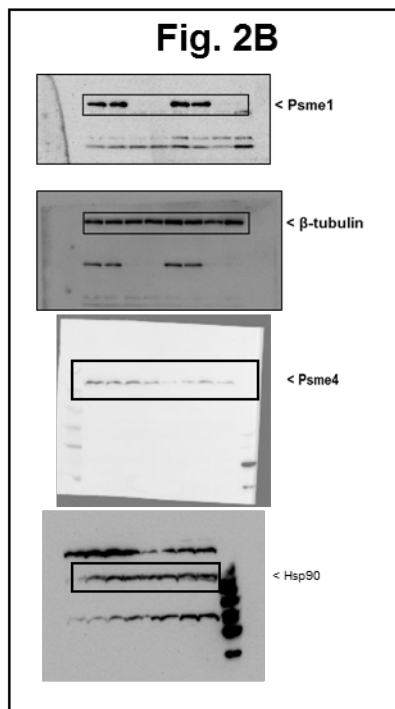 Fig. 2B
< Psme1
< β-tubulin
< Psme4
< Hsp90